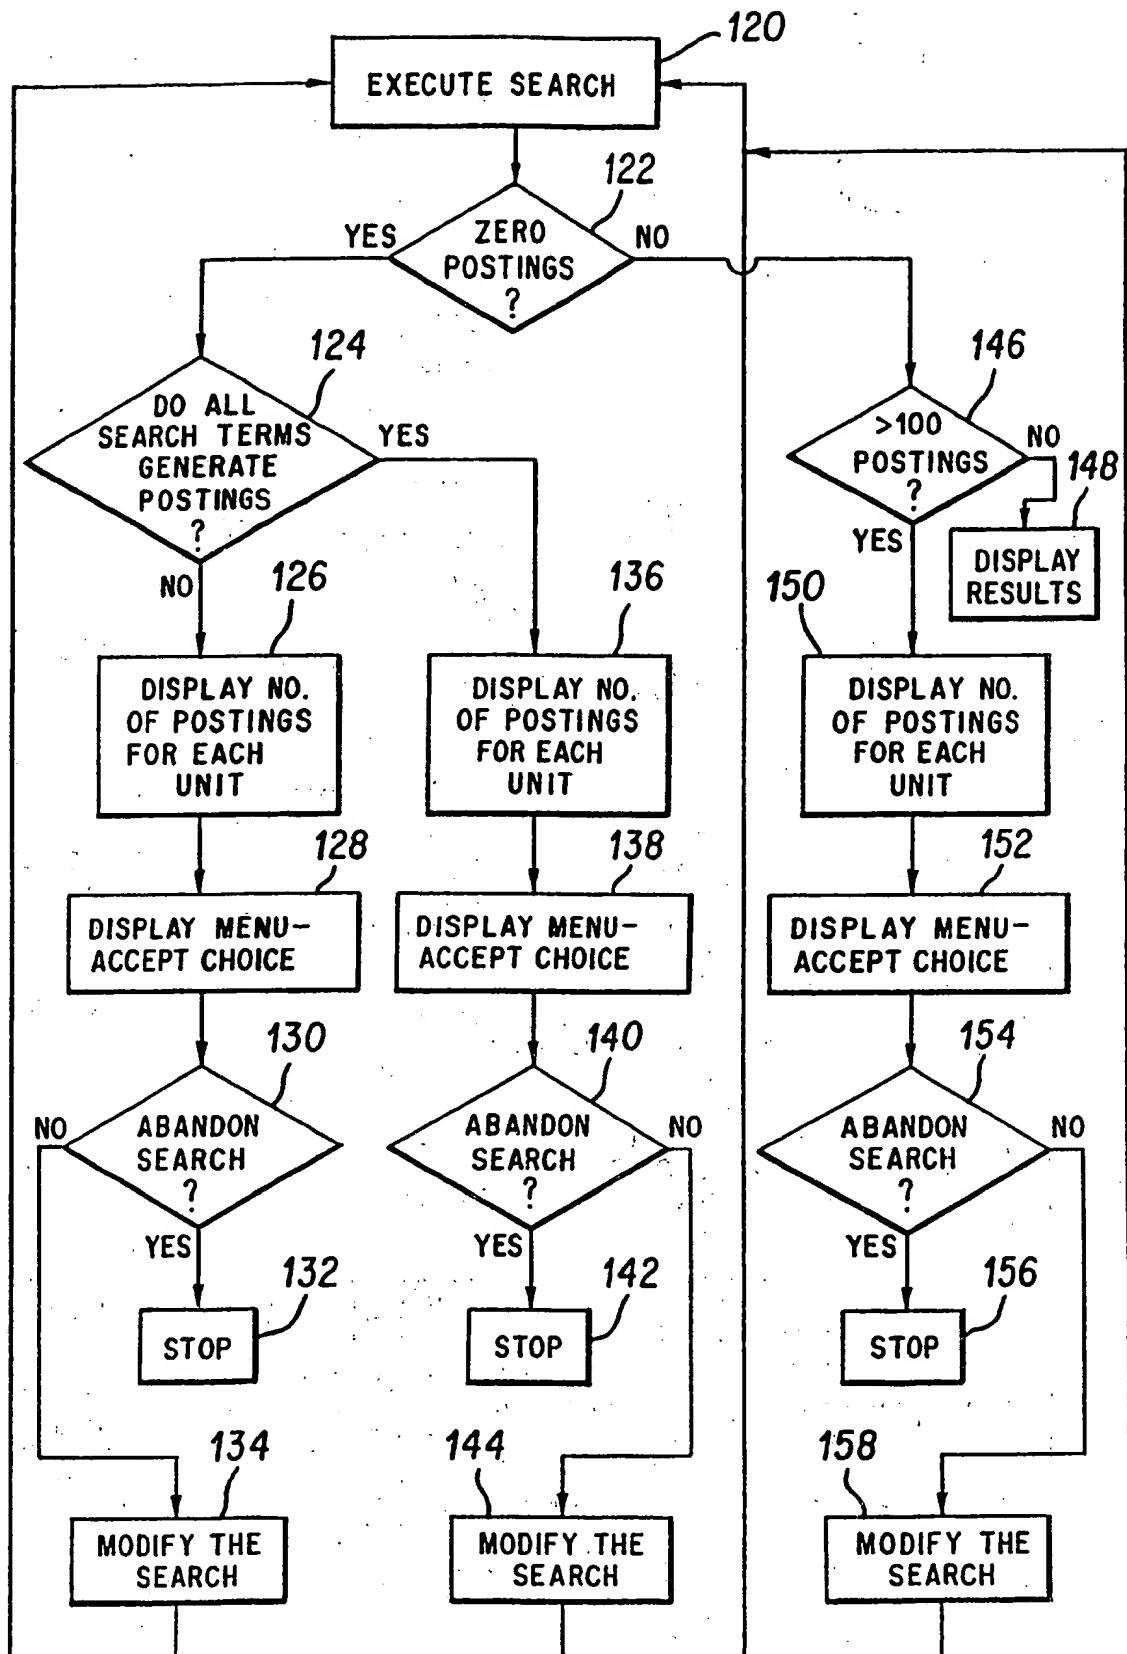 120
EXECUTE SEARCH
122
YES
ZERO
POSTINGS
?
NO
124
DO ALL
SEARCH TERMS
GENERATE
POSTINGS
?
YES
NO
146
>100
POSTINGS
?
NO
YES
148
DISPLAY
RESULTS
126
DISPLAY NO.
OF POSTINGS
FOR EACH
UNIT
136
DISPLAY NO.
OF POSTINGS
FOR EACH
UNIT
150
DISPLAY NO.
OF POSTINGS
FOR EACH
UNIT
128
DISPLAY MENU-
ACCEPT CHOICE
138
DISPLAY MENU-
ACCEPT CHOICE
152
DISPLAY MENU-
ACCEPT CHOICE
130
NO
ABANDON
SEARCH
?
YES
140
ABANDON
SEARCH
?
NO
YES
154
ABANDON
SEARCH
?
NO
YES
132
STOP
142
STOP
156
STOP
134
MODIFY THE
SEARCH
144
MODIFY THE
SEARCH
158
MODIFY THE
SEARCH